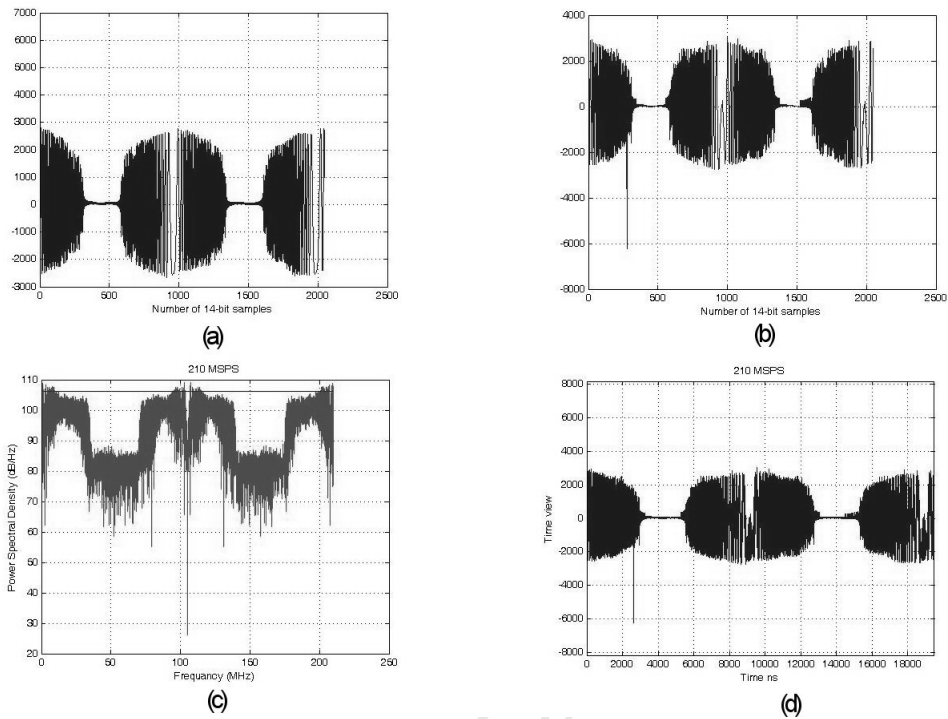 7000
6000
5000
4000
3000
2000
1000
0
-1000
-2000
-3000
0 500 1000 1500 2000 2500
Number of 14-bit samples
(a)
4000
2000
0
-2000
-4000
-6000
-8000
0 500 1000 1500 2000 2500
Number of 14-bit samples
(b)
210 MSPS
Power Spectral Density (dB/Hz)
110
100
90
80
70
60
50
40
30
20
0 50 100 150 200 250
Frequancy (MHz)
(c)
210 MSPS
Time view
8000
6000
4000
2000
0
-2000
-4000
-6000
-8000
0 2000 4000 6000 8000 10000 12000 14000 16000 18000
Time ns
(d)